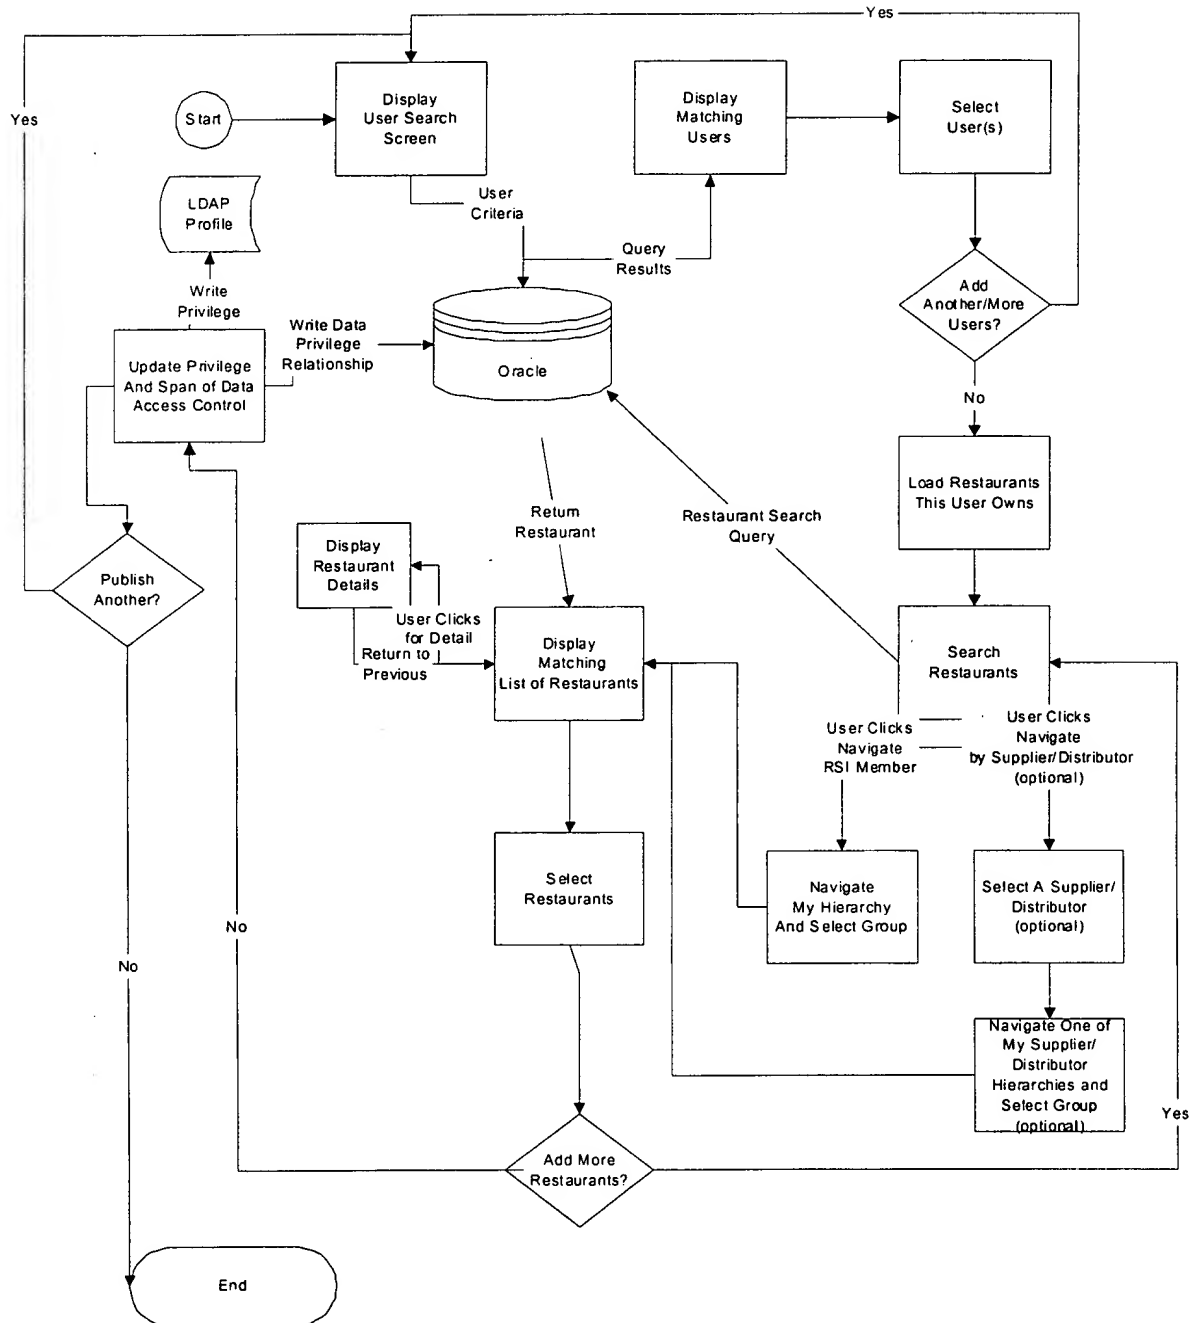 Yes
Yes
Start
Display
User Search
Screen
Display
Matching
Users
Select
User(s)
LDAP
Profile
User
Criteria
Query
Results
Add
Another/More
Users?
Write
Privilege
Write Data
Privilege
Relationship
Update Privilege
And Span of Data
Access Control
Oracle
No
Load Restaurants
This User Owns
Return
Restaurant
Restaurant Search
Query
Display
Restaurant
Details
Publish
Another?
User Clicks
for Detail
Return to
Previous
Display
Matching
List of Restaurants
Search
Restaurants
User Clicks
Navigate
RSI Member
User Clicks
Navigate
by Supplier/Distributor
(optional)
Select
Restaurants
Navigate
My Hierarchy
And Select Group
Select A Supplier/
Distributor
(optional)
No
No
Navigate One of
My Supplier/
Distributor
Hierarchies and
Select Group
(optional)
Yes
Add More
Restaurants?
End